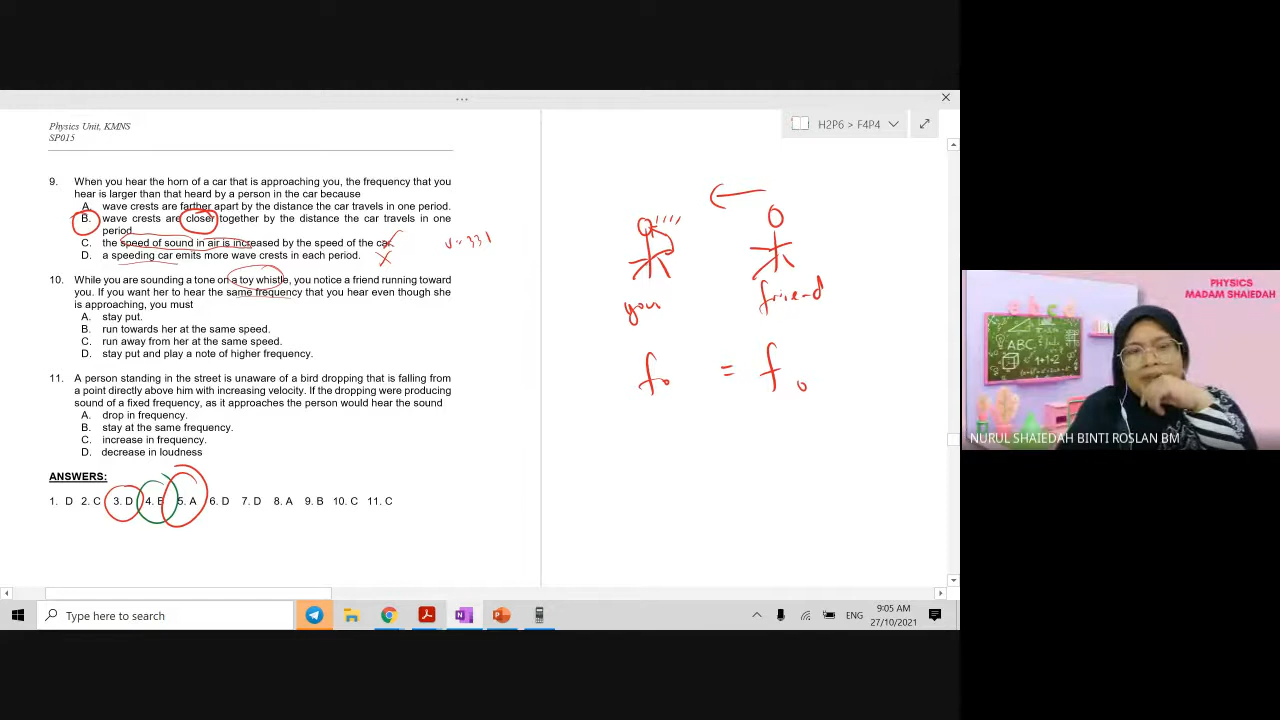 Physics Unit, KMNS
SP015
9. When you hear the horn of a car that is approaching you, the frequency that you
hear is larger than that heard by a person in the car because
A. wave crests are farther apart by the distance the car travels in one period.
B. wave crests are closer together by the distance the car travels in one
period.
C. the speed of sound in air is increased by the speed of the car.
D. a speeding car emits more wave crests in each period.
v = 331
10. While you are sounding a tone on a toy whistle, you notice a friend running toward
you. If you want her to hear the same frequency that you hear even though she
is approaching, you must
A. stay put.
B. run towards her at the same speed.
C. run away from her at the same speed.
D. stay put and play a note of higher frequency.
11. A person standing in the street is unaware of a bird dropping that is falling from
a point directly above him with increasing velocity. If the dropping were producing
sound of a fixed frequency, as it approaches the person would hear the sound
A. drop in frequency.
B. stay at the same frequency.
C. increase in frequency.
D. decrease in loudness
ANSWERS:
1. D 2. C 3. D 4. B 5. A 6. D 7. D 8. A 9. B 10. C 11. C
H2P6 > F4P4
you friend
fo = fo
PHYSICS
MADAM SHAIEDAH
ABC
1+1=2
NURUL SHAIEDAH BINTI ROSLAN BM
Type here to search
ENG
9:05 AM
27/10/2021